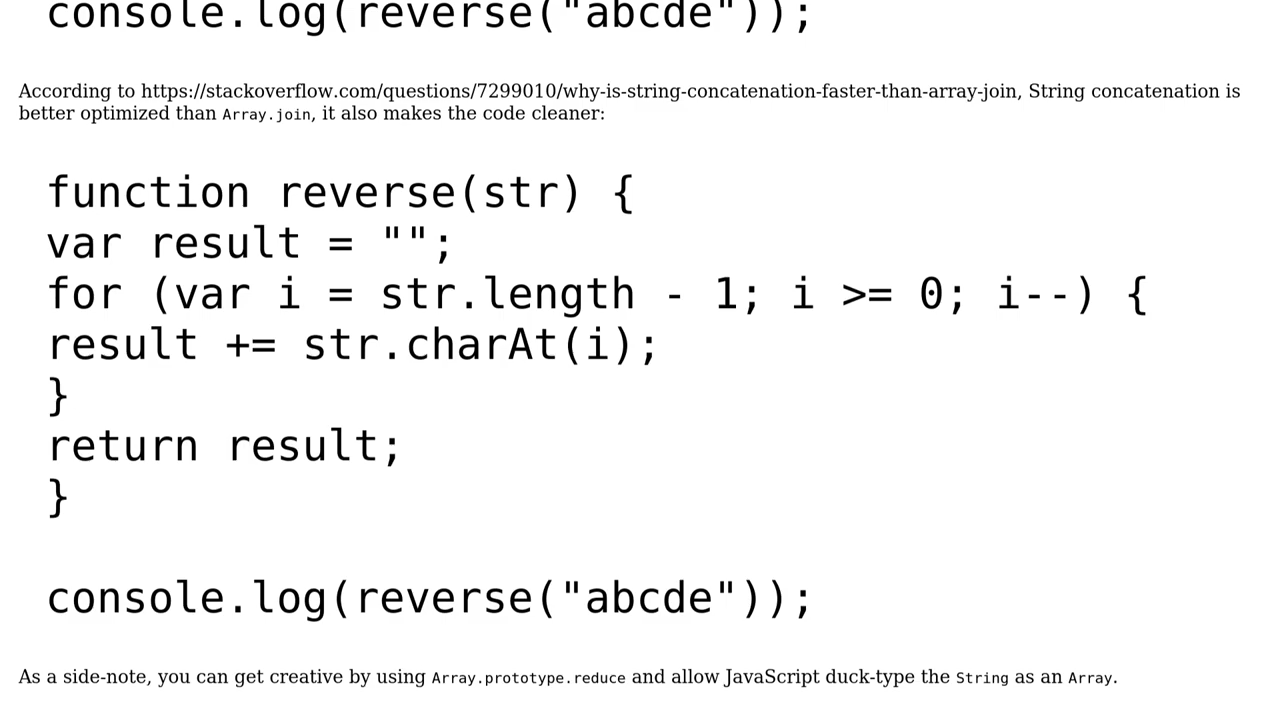 console.log(reverse("abcde"));
According to https://stackoverflow.com/questions/7299010/why-is-string-concatenation-faster-than-array-join, String concatenation is
better optimized than Array.join, it also makes the code cleaner:
function reverse(str) {
var result = "";
for (var i = str.length - 1; i >= 0; i--) {
result += str.charAt(i);
}
return result;
}
console.log(reverse("abcde"));
As a side-note, you can get creative by using Array.prototype.reduce and allow JavaScript duck-type the String as an Array.